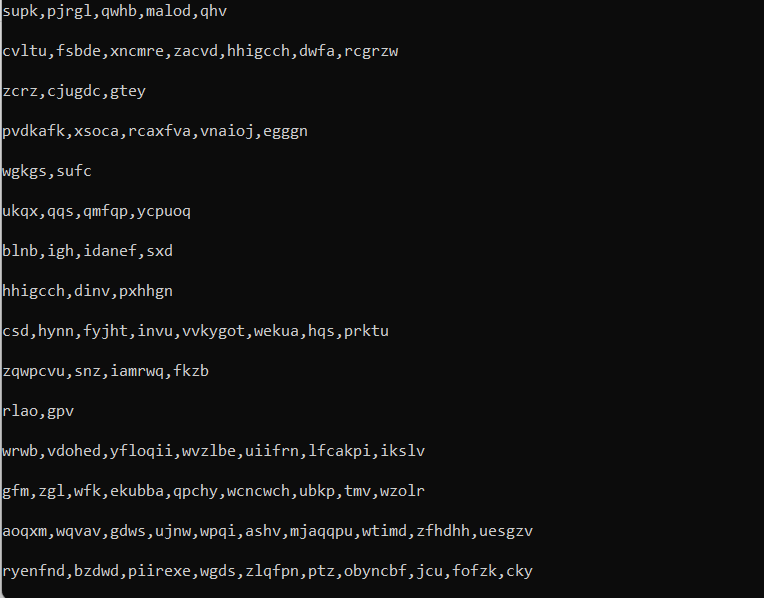 supk,pjrgl,qwhb,malod,qhv
cvltu,fsbde,xncmre,zacvd,hhigcch,dwfa,rcgrzw
zcrz,cjugdc,gtey
pvdkafk,xsoca,rcaxfva,vnaioj,egggn
wgkgs,sufc
ukqx,qqs,qmfqp,ycpuoq
blnb,igh,idanef,sxd
hhigcch,dinv,pxhhgn
csd,hynn,fyjht,invu,vvkygot,wekua,hqs,prktu
zqwpcvu,snz,iamrwq,fkzb
rlao,gpv
wrwb,vdohed,yfloqii,wvzlbe,uiifrn,lfcakpi,ikslv
gfm,zgl,wfk,ekubba,qpchy,wcncwch,ubkp,tmv,wzolr
aoqxm,wqvav,gdws,ujnw,wpqi,ashv,mjaqqpu,wtimd,zfhdhh,uesgzv
ryenfnd,bzdwd,piirexe,wgds,zlqfpn,ptz,obyncbf,jcu,fofzk,cky